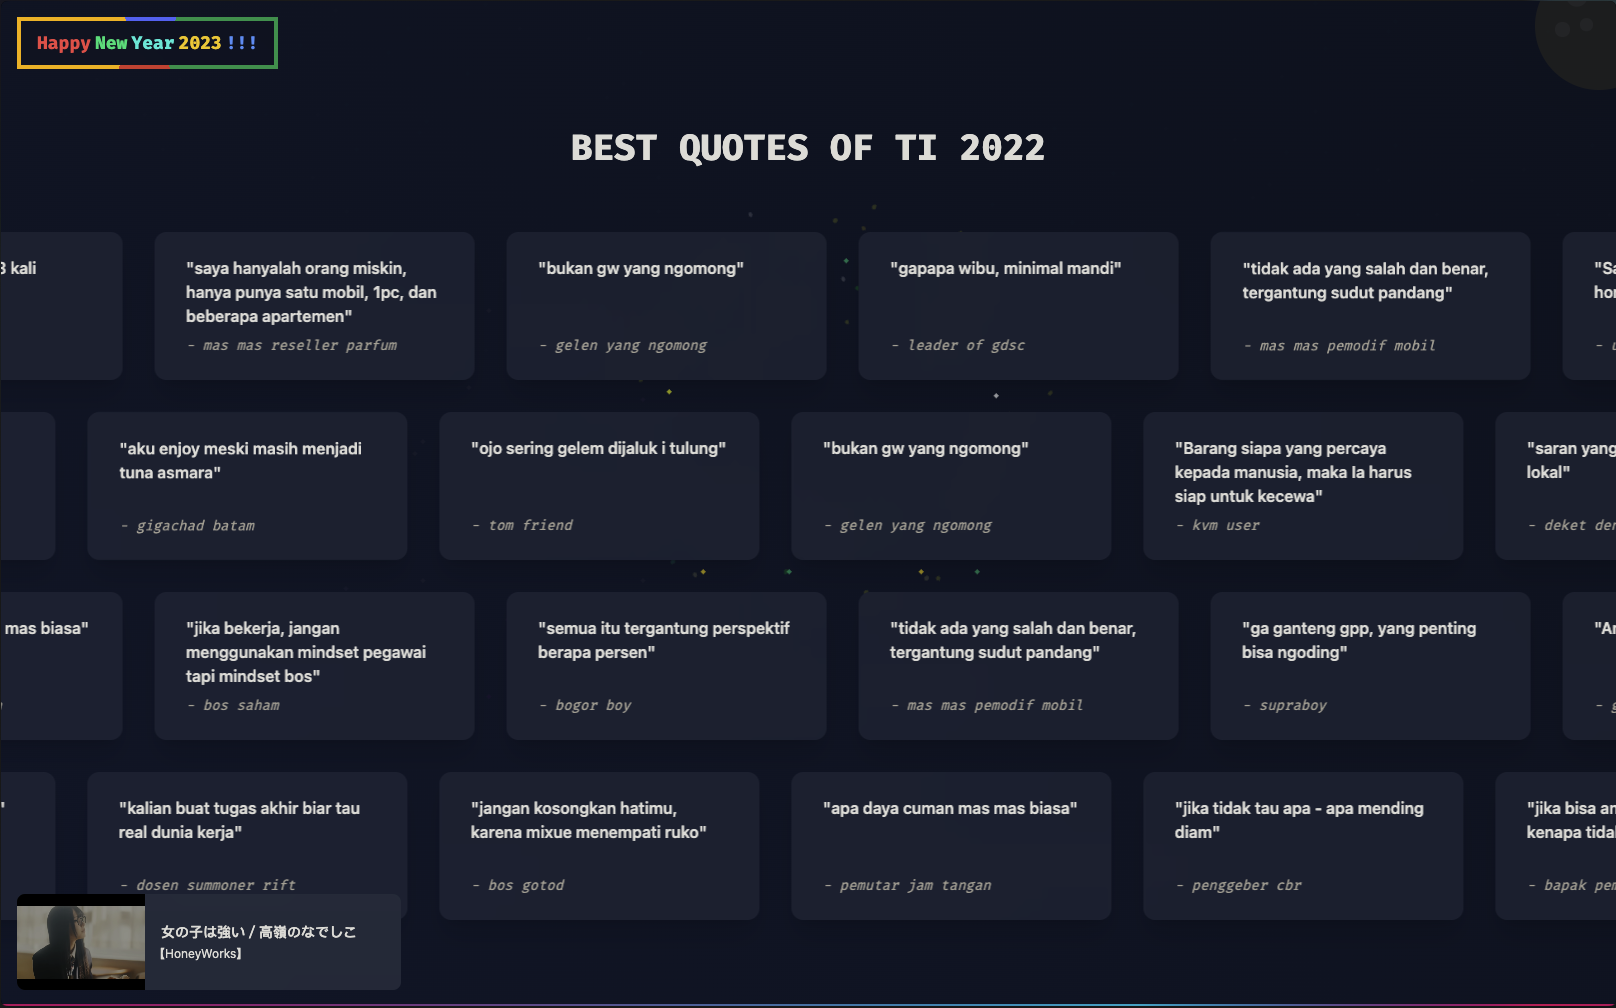 Happy New Year 2023 !!!
BEST QUOTES OF TI 2022
3 kali
"saya hanyalah orang miskin,
hanya punya satu mobil, 1pc, dan
beberapa apartemen"
- mas mas reseller parfum
"bukan gw yang ngomong"
- gelen yang ngomong
"gapapa wibu, minimal mandi"
- leader of gdsc
"tidak ada yang salah dan benar,
tergantung sudut pandang"
- mas mas pemodif mobil
"aku enjoy meski masih menjadi
tuna asmara"
- gigachad batam
"ojo sering gelem dijaluk i tulung"
- tom friend
"bukan gw yang ngomong"
- gelen yang ngomong
"Barang siapa yang percaya
kepada manusia, maka Ia harus
siap untuk kecewa"
- kvm user
"saran yang
lokal"
- deket
mas biasa"
"jika bekerja, jangan
menggunakan mindset pegawai
tapi mindset bos"
- bos saham
"semua itu tergantung perspektif
berapa persen"
- bogor boy
"tidak ada yang salah dan benar,
tergantung sudut pandang"
- mas mas pemodif mobil
"ga ganteng gpp, yang penting
bisa ngoding"
- supraboy
"kalian buat tugas akhir biar tau
real dunia kerja"
- dosen summoner rift
"jangan kosongkan hatimu,
karena mixue menempati ruko"
- bos gotod
"apa daya cuman mas mas biasa"
- pemutar jam tangan
"jika tidak tau apa - apa mending
diam"
- penggeber cbr
"jika bisa
kenapa
- bapak
女の子は強い / 高嶺のなでしこ
【HoneyWorks】